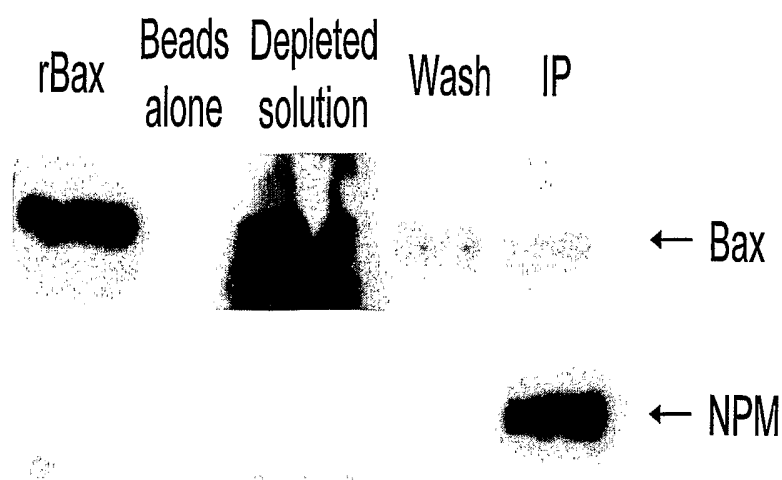 rBax
Beads
alone
Depleted
solution
Wash
IP
← Bax
← NPM